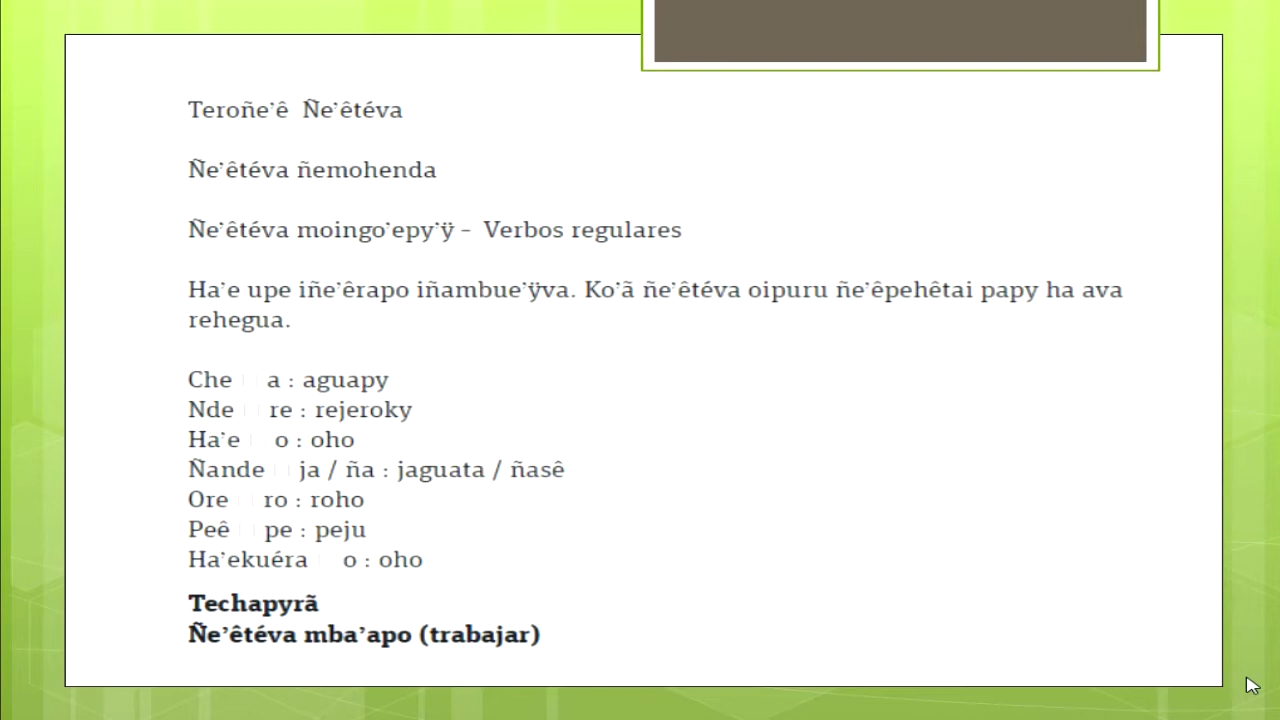 Teroñe’ê Ñe’êtéva
Ñe’êtéva ñemohenda
Ñe’êtéva moingo’epy’ÿ – Verbos regulares
Ha’e upe iñe’êrapo iñambue’ÿva. Ko’ã ñe’êtéva oipuru ñe’êpehêtai papy ha ava
rehegua.
Che a : aguapy
Nde re : rejeroky
Ha’e o : oho
Ñande ja / ña : jaguata / ñasê
Ore ro : roho
Peê pe : peju
Ha’ekuéra o : oho
Techapyrã
Ñe’êtéva mba’apo (trabajar)